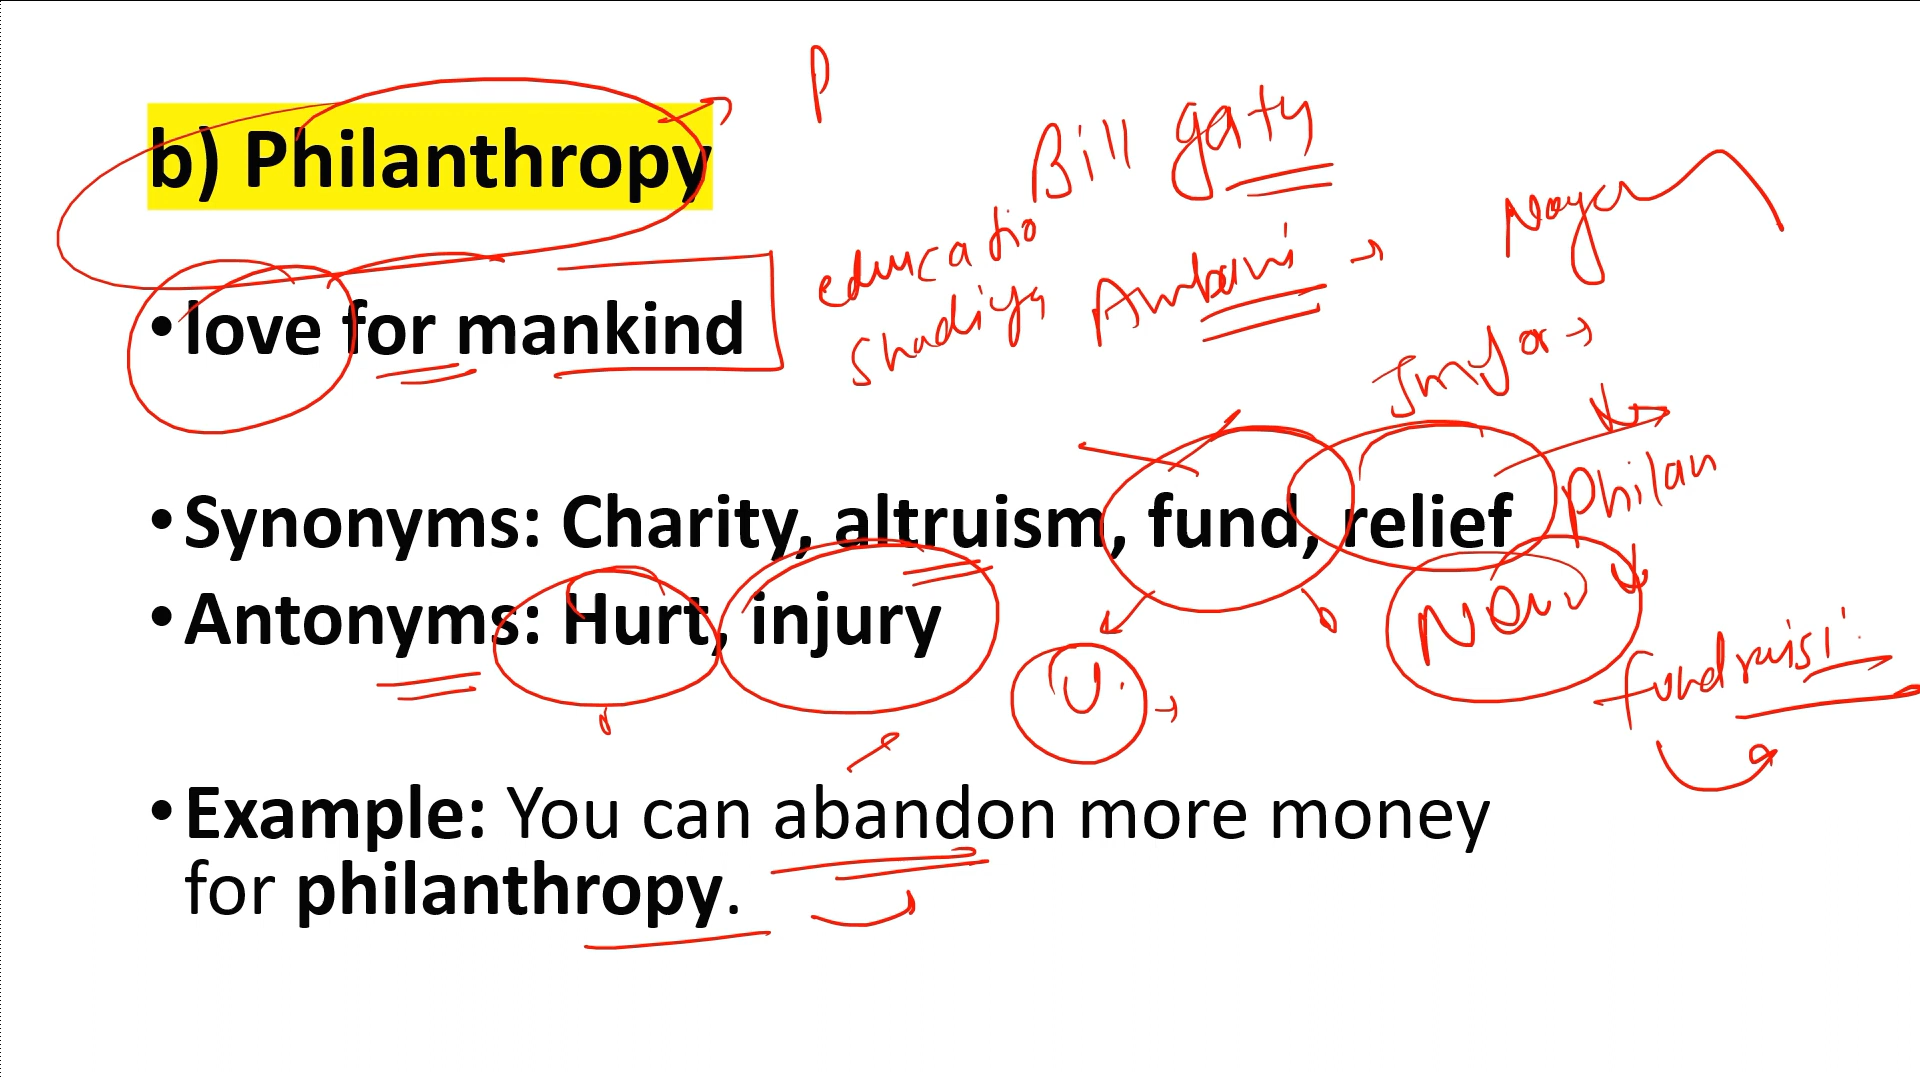 P
Bill gaty
b) Philanthropy
educatio
shadiya Ambani
• love for mankind
Philan
• Synonyms: Charity, altruism, fund, relief
• Antonyms: Hurt, injury
U
fundraisi
• Example: You can abandon more money
for philanthropy.